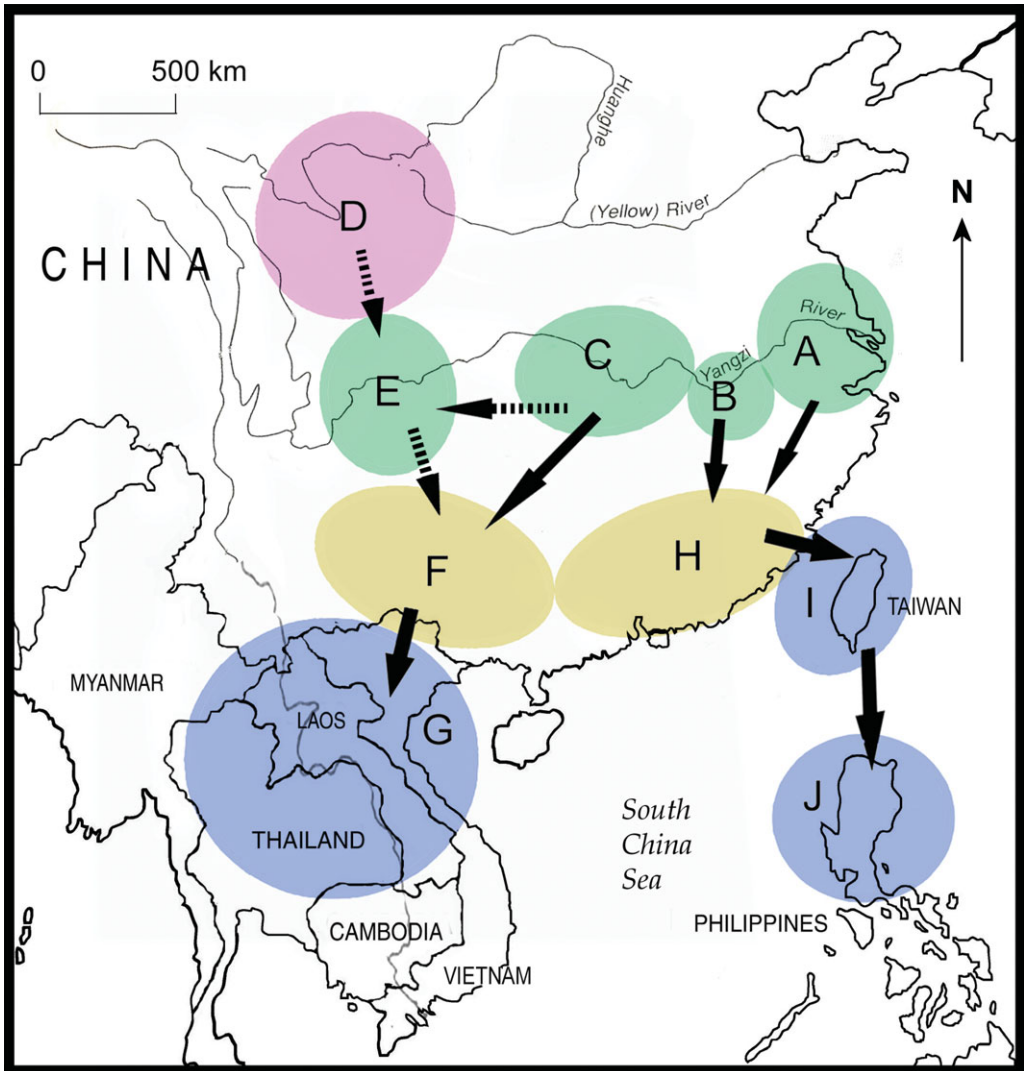 0 500 km
Huanghe
(Yellow) River
N
D
CHINA
River
A
C
Yangzi
B
E
F
H
I
TAIWAN
MYANMAR
LAOS
G
THAILAND
J
South
China
Sea
PHILIPPINES
CAMBODIA
VIETNAM